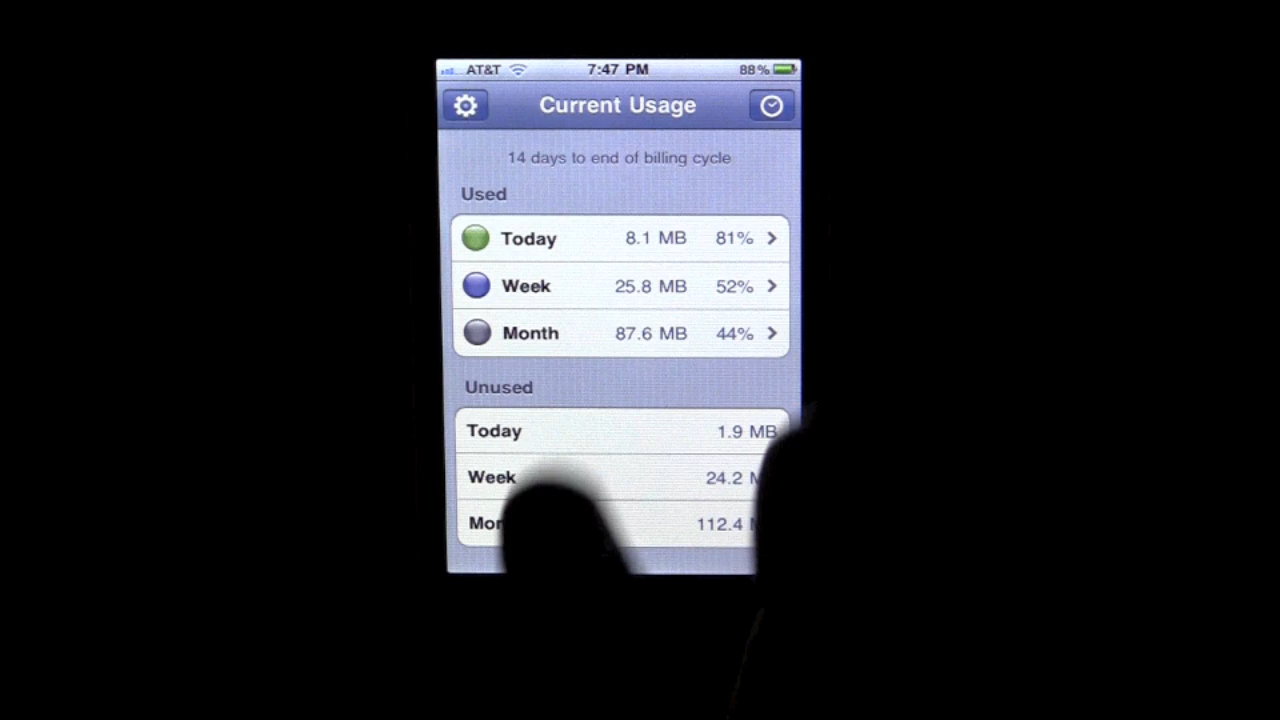 AT&T 7:47 PM 88%
Current Usage
14 days to end of billing cycle
Used
Today 8.1 MB 81%
Week 25.8 MB 52%
Month 87.6 MB 44%
Unused
Today 1.9 MB
Week 24.2
112.4